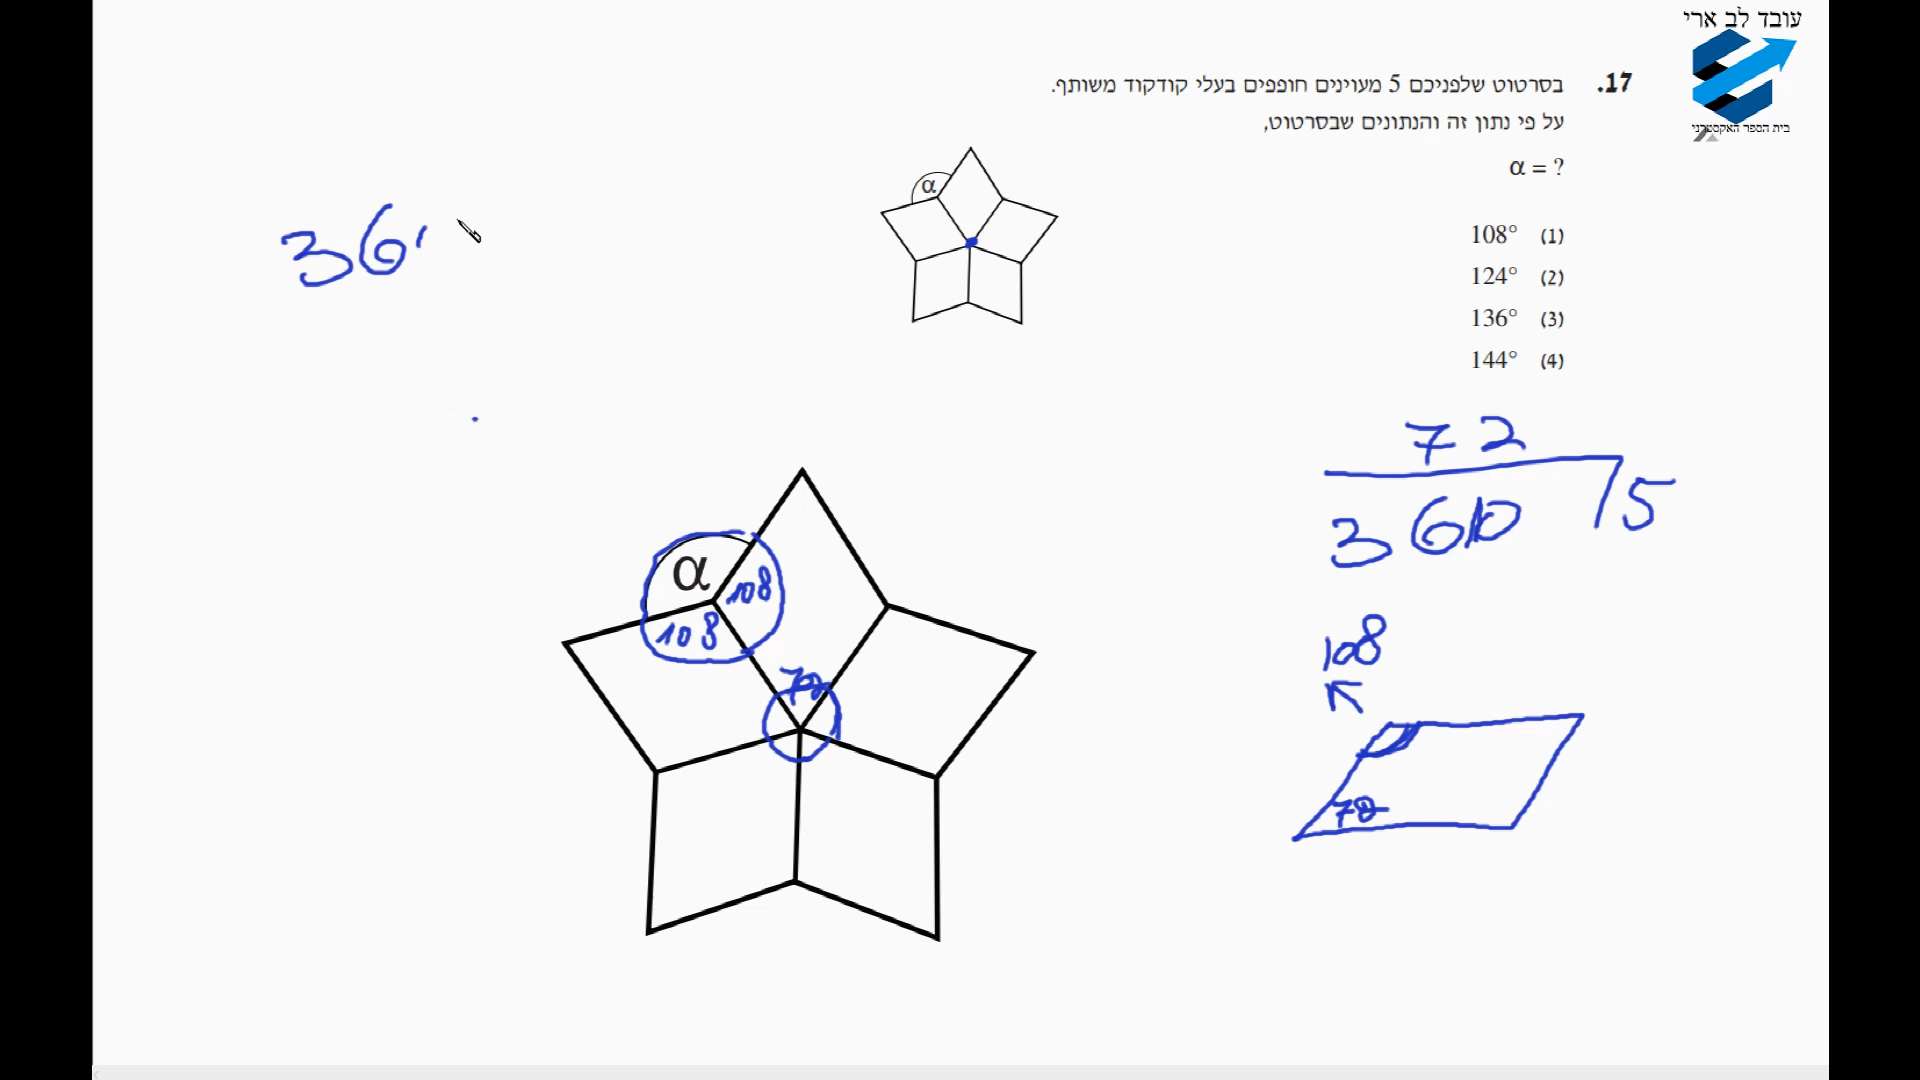 עובד לב ארי
בית הספר האקסטרני
17. בסרטוט שלפניכם 5 מעוינים חופפים בעלי קודקוד משותף.
על פי נתון זה והנתונים שבסרטוט,
α = ?
(1) 108°
(2) 124°
(3) 136°
(4) 144°
α
36
72
360 5
α
108
108
72
108
72